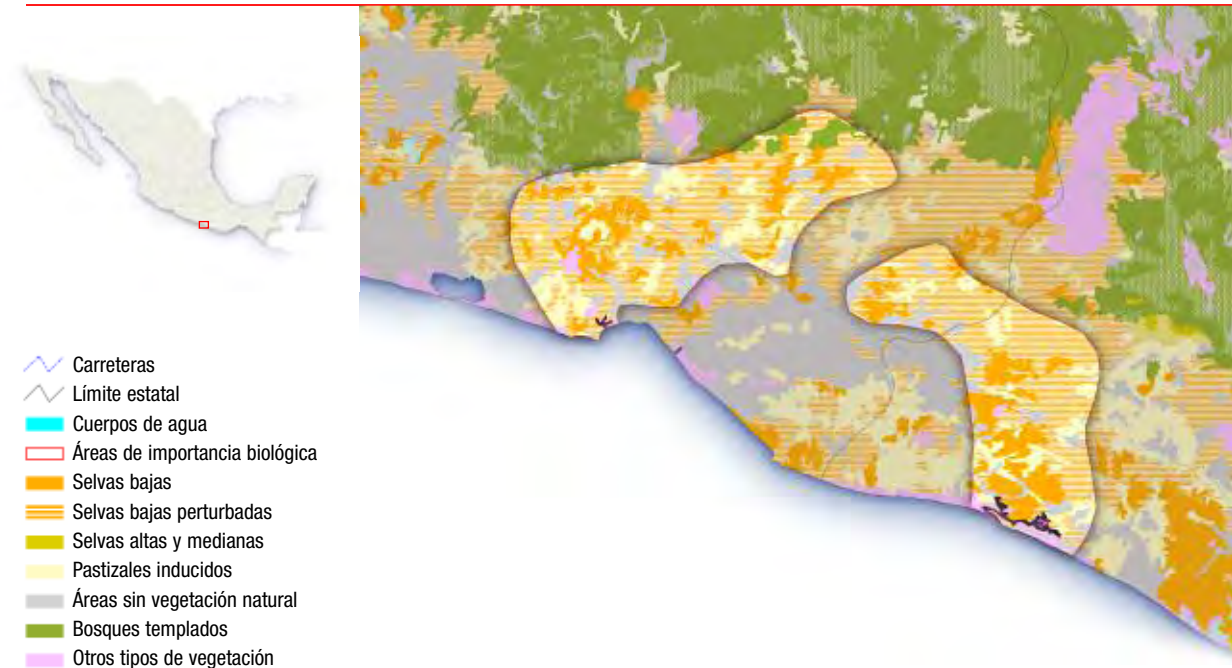 Carreteras
Límite estatal
Cuerpos de agua
Áreas de importancia biológica
Selvas bajas
Selvas bajas perturbadas
Selvas altas y medianas
Pastizales inducidos
Áreas sin vegetación natural
Bosques templados
Otros tipos de vegetación